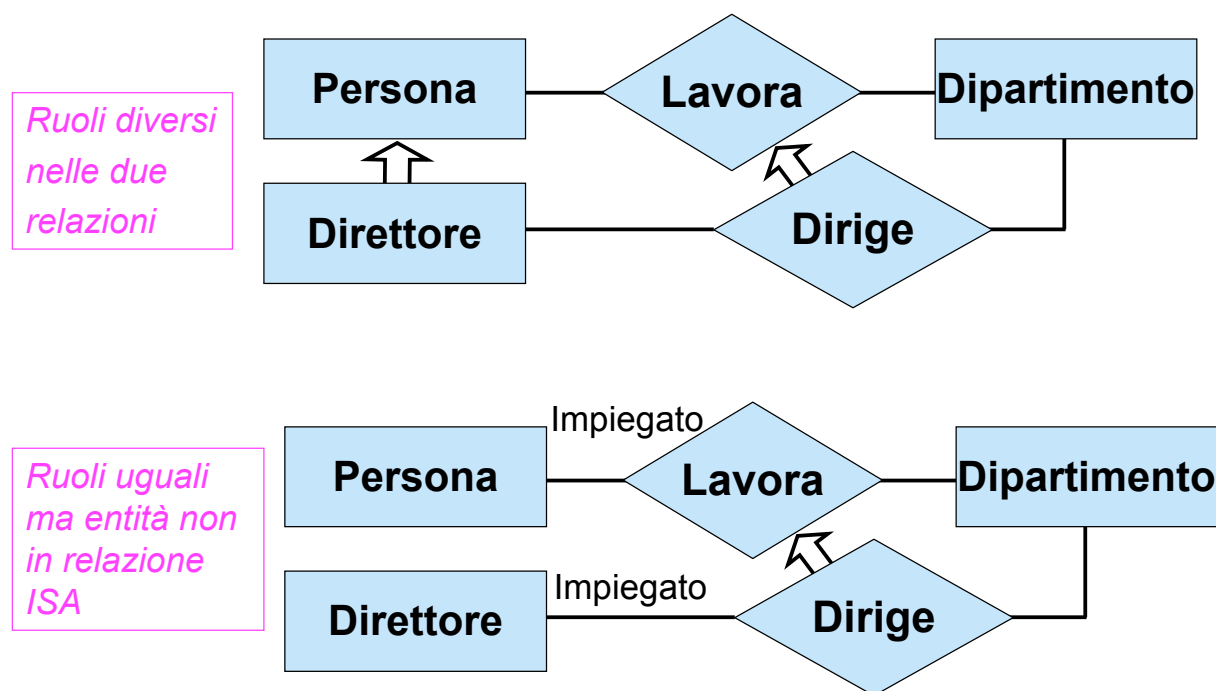 Ruoli diversi
nelle due
relazioni
Persona
Lavora
Dipartimento
Direttore
Dirige
Ruoli uguali
ma entità non
in relazione
ISA
Impiegato
Persona
Lavora
Dipartimento
Impiegato
Direttore
Dirige